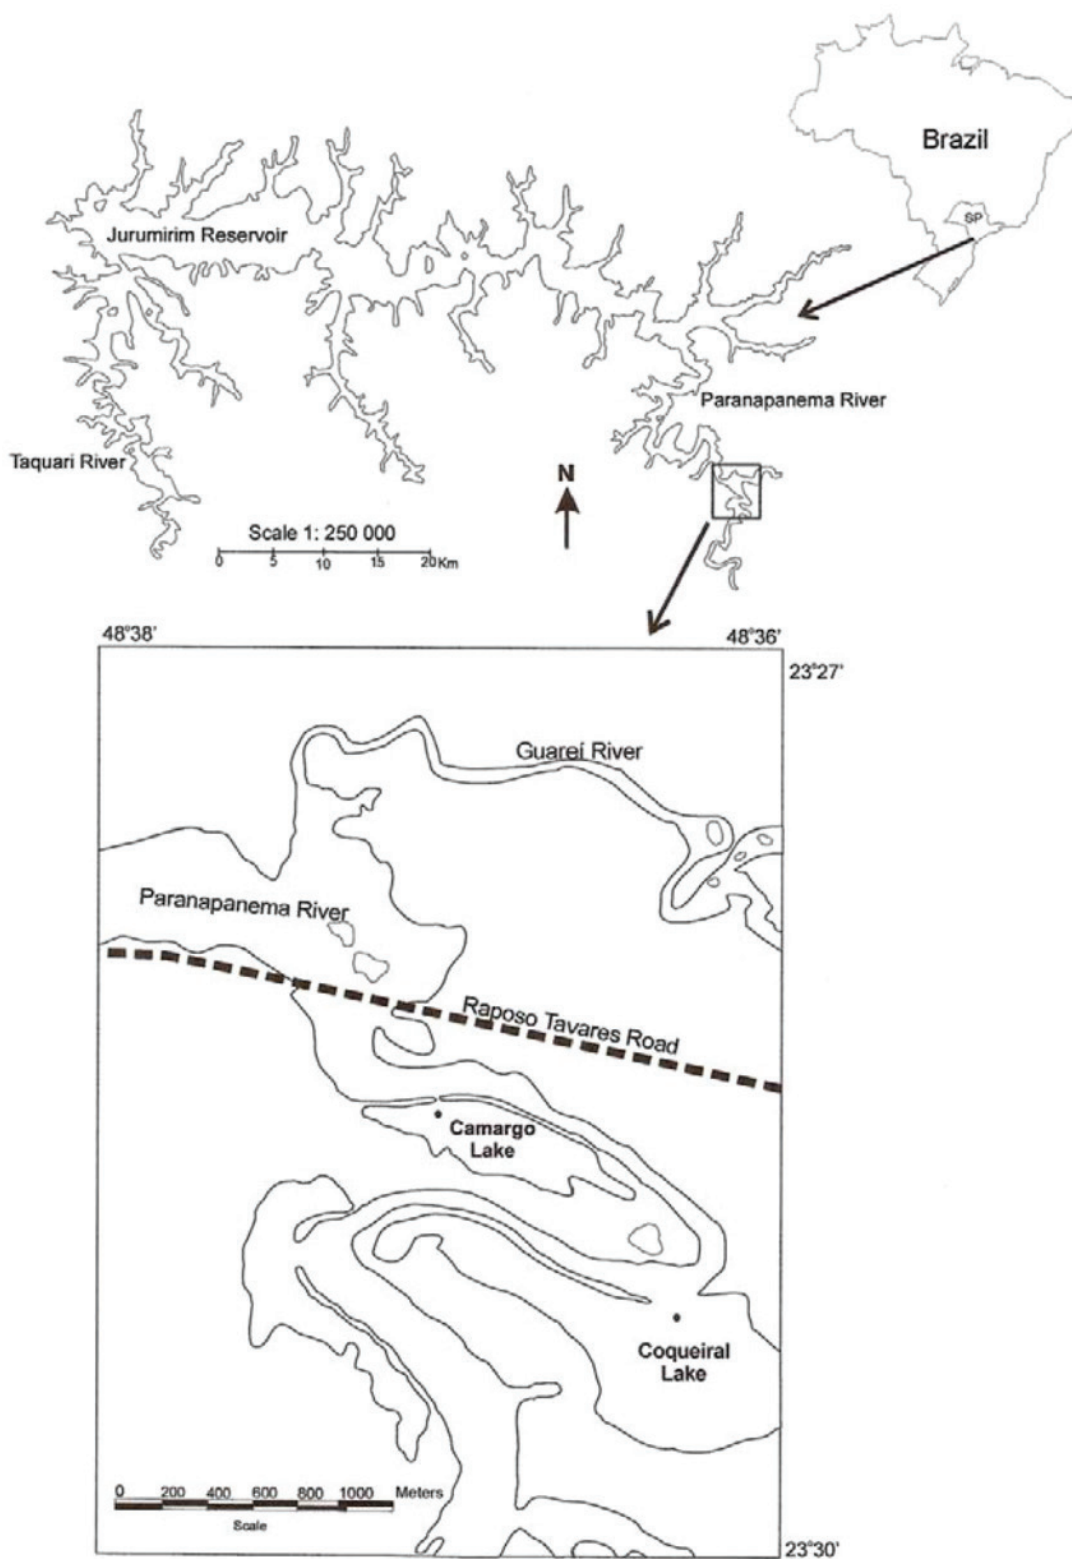 Brazil
SP
Jurumirim Reservoir
Paranapanema River
Taquari River
N
Scale 1: 250 000
0 5 10 15 20 Km
48°38'
48°36'
23°27'
Guareí River
Paranapanema River
Raposo Tavares Road
Camargo
Lake
Coqueiral
Lake
0 200 400 600 800 1000 Meters
Scale
23°30'